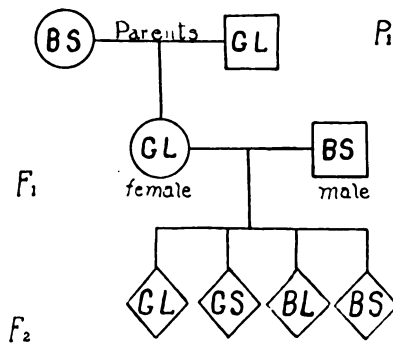 BS Parents GL P1
GL BS
F1 female male
GL GS BL BS
F2